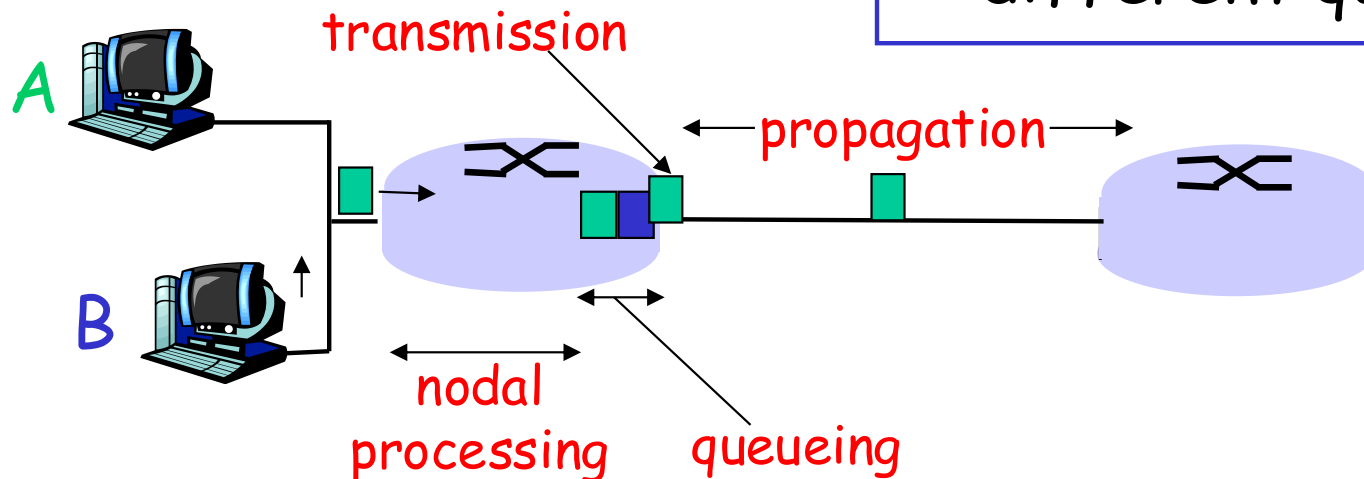 transmission
A
propagation
B
nodal
processing
queueing